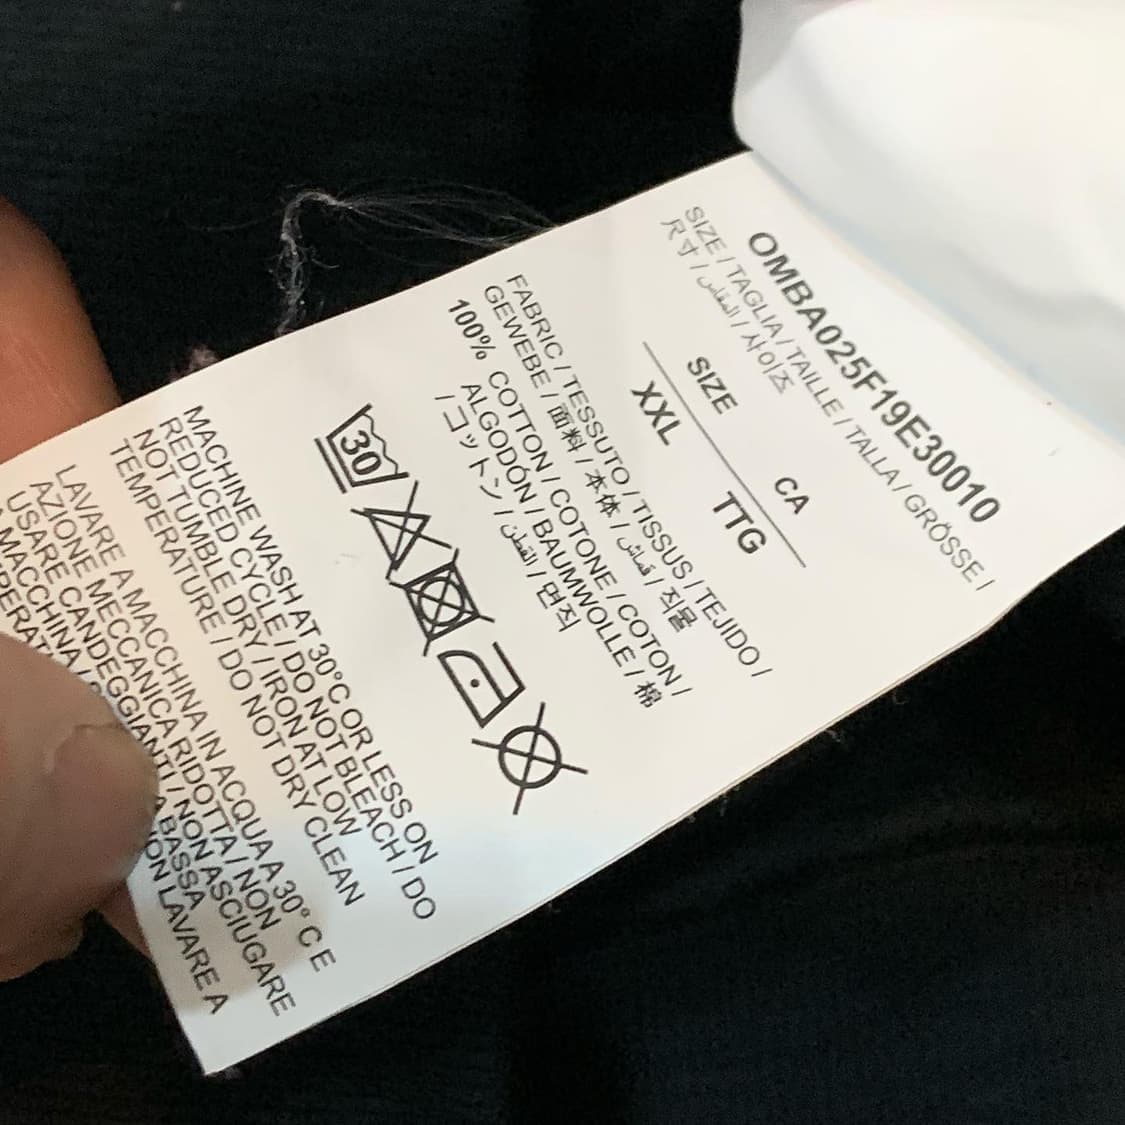 OMBA025F19E30010
SIZE / TAGLIA / TAILLE / TALLA / GRÖSSE /
尺寸 / المقاس / 사이즈
SIZE CA
XXL TTG
FABRIC / TESSUTO / TISSUS / TEJIDO /
GEWEBE / 面料 / 本体 / قماش / 직물
100% COTTON / COTONE / COTON /
ALGODÓN / BAUMWOLLE / 棉
/ コットン / القطن / 면직
30
MACHINE WASH AT 30°C OR LESS ON
REDUCED CYCLE / DO NOT BLEACH / DO
NOT TUMBLE DRY / IRON AT LOW
TEMPERATURE / DO NOT DRY CLEAN
LAVARE A MACCHINA IN ACQUA A 30° C E
AZIONE MECCANICA RIDOTTA / NON
USARE CANDEGGIANTI / NON ASCIUGARE
A MACCHINA / A BASSA
LAVARE A